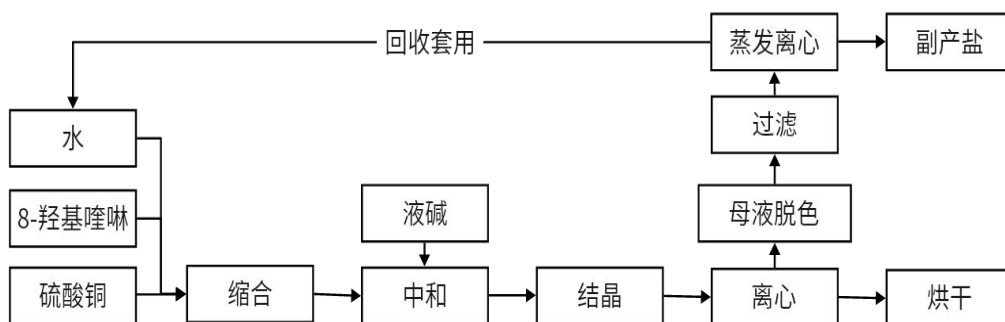 回收套用
蒸发离心
副产盐
水
过滤
8-羟基喹啉
液碱
母液脱色
硫酸铜
缩合
中和
结晶
离心
烘干